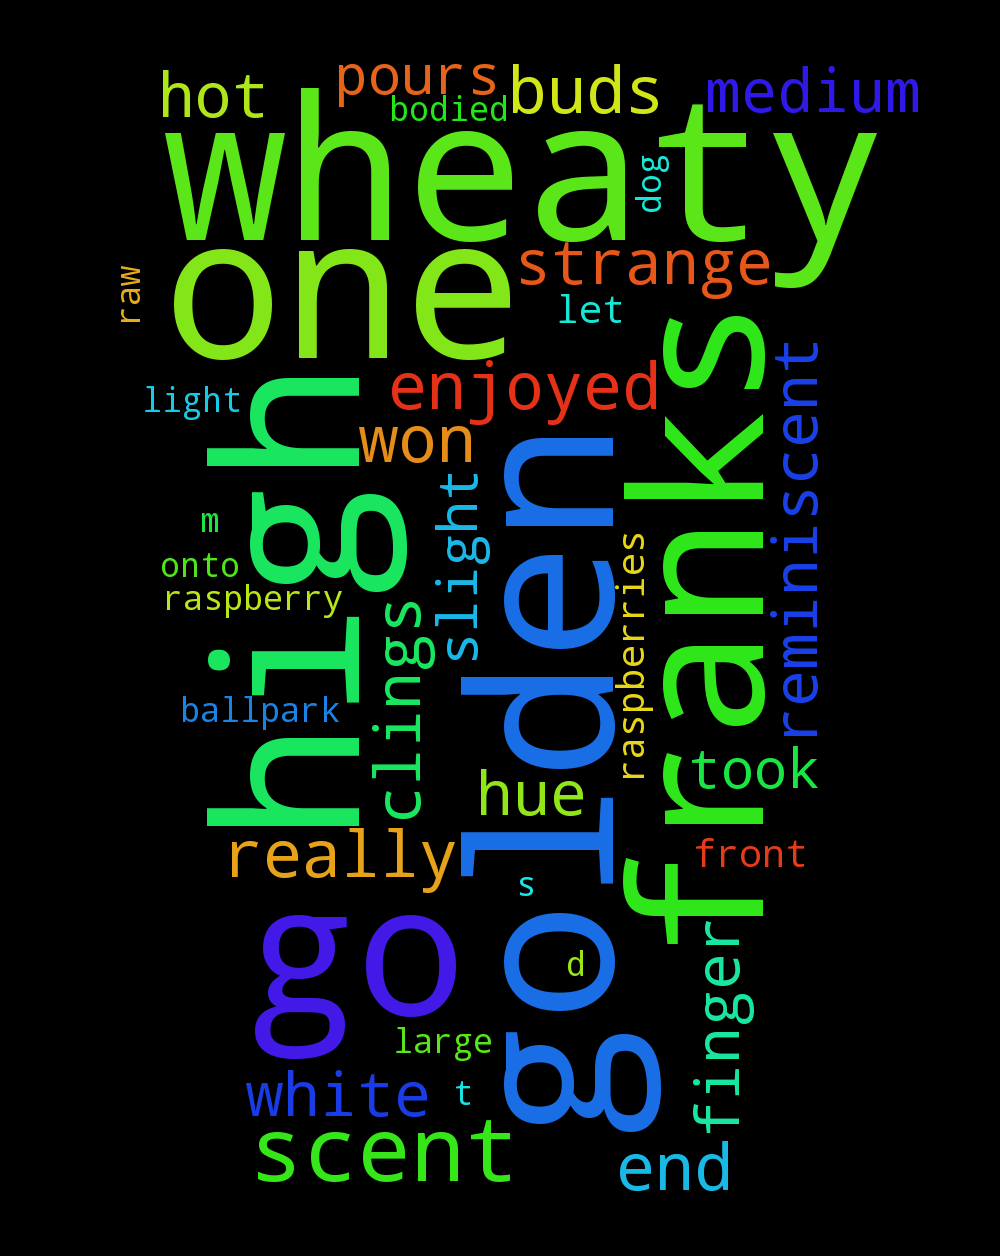 pours
hot
buds
medium
bodied
wheaty
dog
one
strange
raw
let
franks
reminiscent
enjoyed
light
high
won
golden
slight
m
raspberries
onto
raspberry
clings
ballpark
took
hue
really
front
s
go
d
finger
large
white
t
scent
end